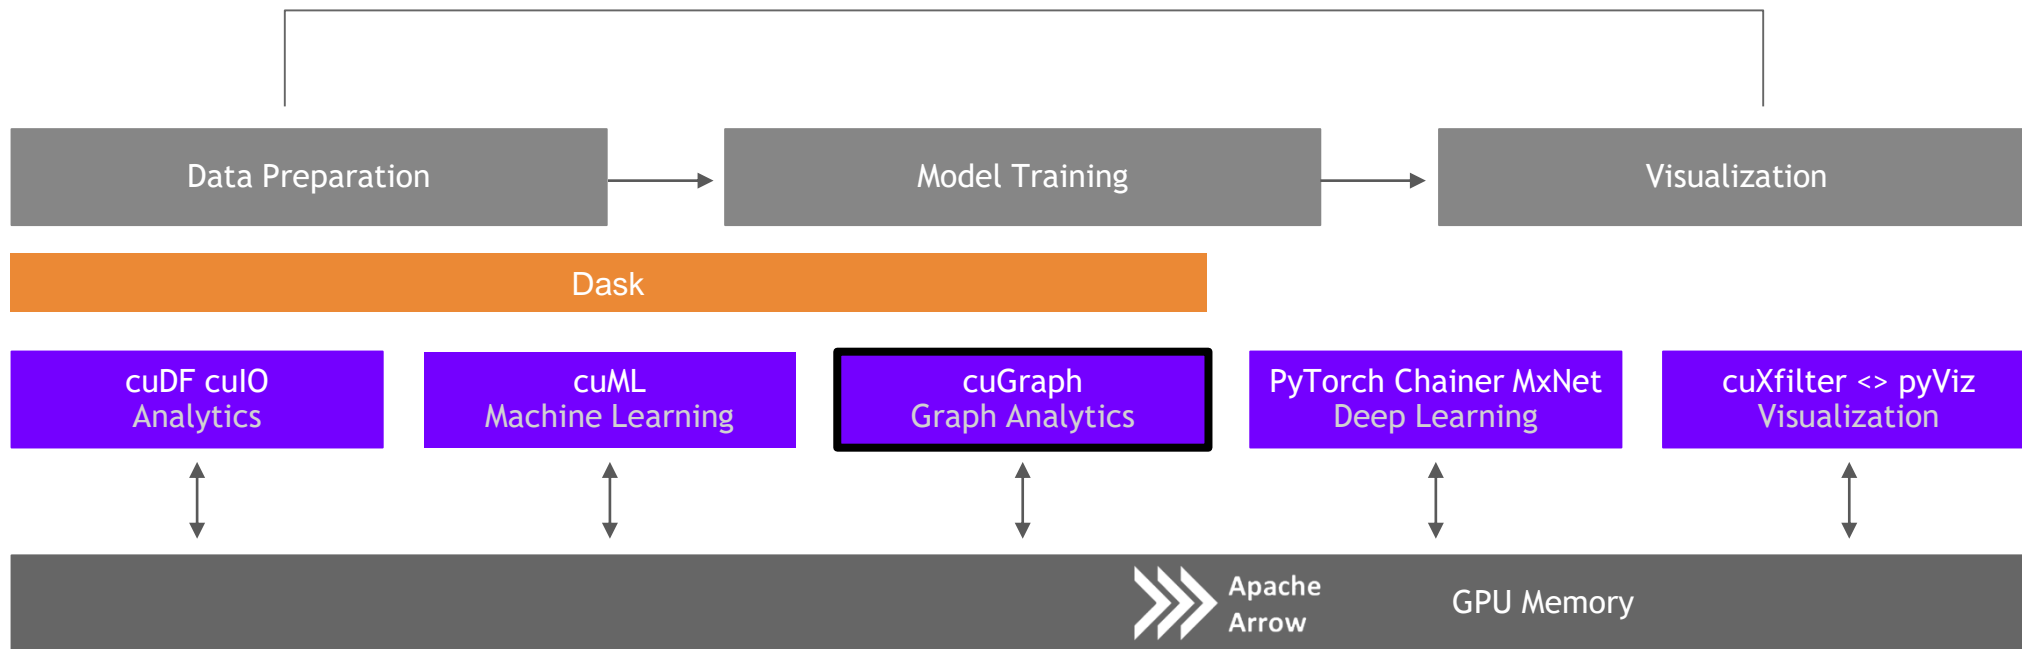 Data Preparation
Model Training
Visualization
Dask
cuDF cuIO
Analytics
cuML
Machine Learning
cuGraph
Graph Analytics
PyTorch Chainer MxNet
Deep Learning
cuXfilter <> pyViz
Visualization
Apache
Arrow
GPU Memory